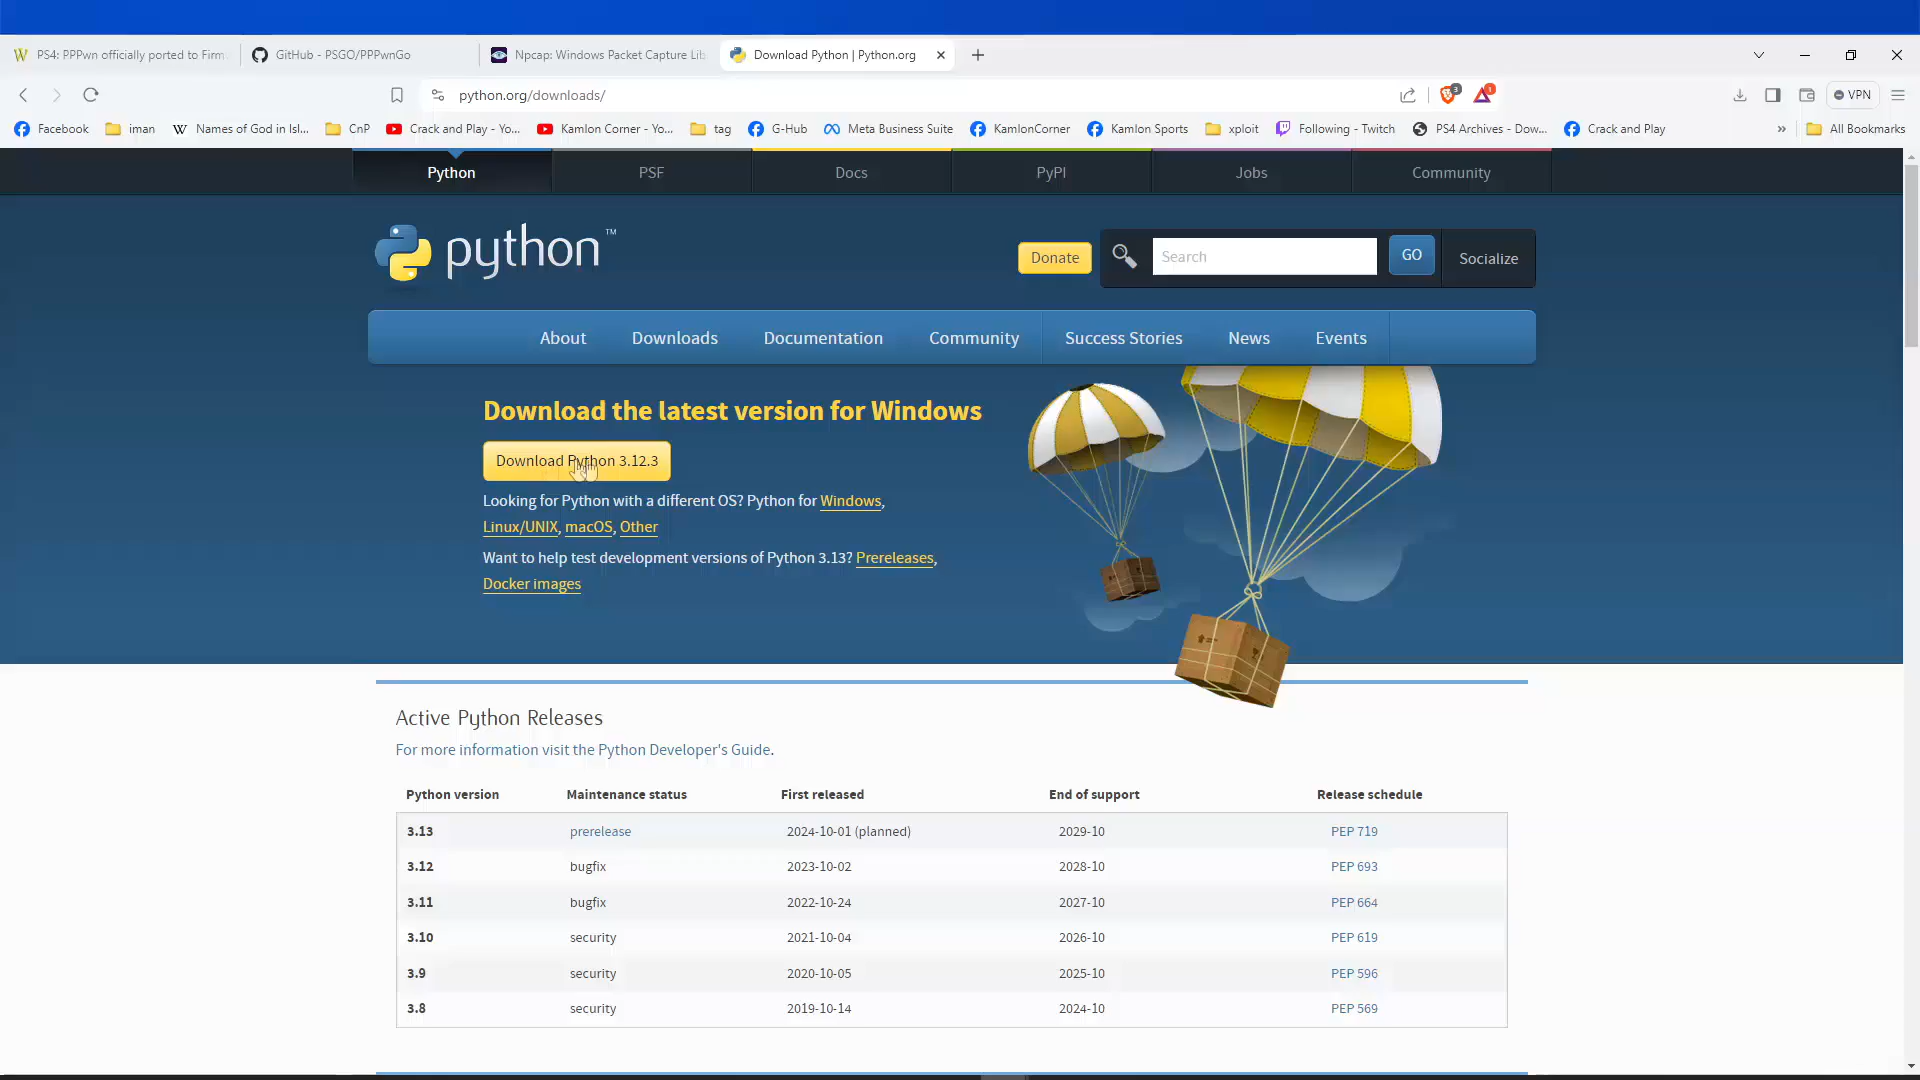 PS4: PPPwn officially ported to Firm
GitHub - PSGO/PPPwnGo
Npcap: Windows Packet Capture Lib
Download Python | Python.org
python.org/downloads/
3
1
VPN
Facebook
iman
W Names of God in Isl...
CnP
Crack and Play - Yo...
Kamlon Corner - Yo...
tag
G-Hub
Meta Business Suite
KamlonCorner
Kamlon Sports
xploit
Following - Twitch
PS4 Archives - Dow...
Crack and Play
»
All Bookmarks
Python
PSF
Docs
PyPI
Jobs
Community
python™
Donate
Search
GO
Socialize
About
Downloads
Documentation
Community
Success Stories
News
Events
Download the latest version for Windows
Download Python 3.12.3
Looking for Python with a different OS? Python for Windows,
Linux/UNIX, macOS, Other
Want to help test development versions of Python 3.13? Prereleases,
Docker images
Active Python Releases
For more information visit the Python Developer's Guide.
Python version Maintenance status First released End of support Release schedule
3.13 prerelease 2024-10-01 (planned) 2029-10 PEP 719
3.12 bugfix 2023-10-02 2028-10 PEP 693
3.11 bugfix 2022-10-24 2027-10 PEP 664
3.10 security 2021-10-04 2026-10 PEP 619
3.9 security 2020-10-05 2025-10 PEP 596
3.8 security 2019-10-14 2024-10 PEP 569